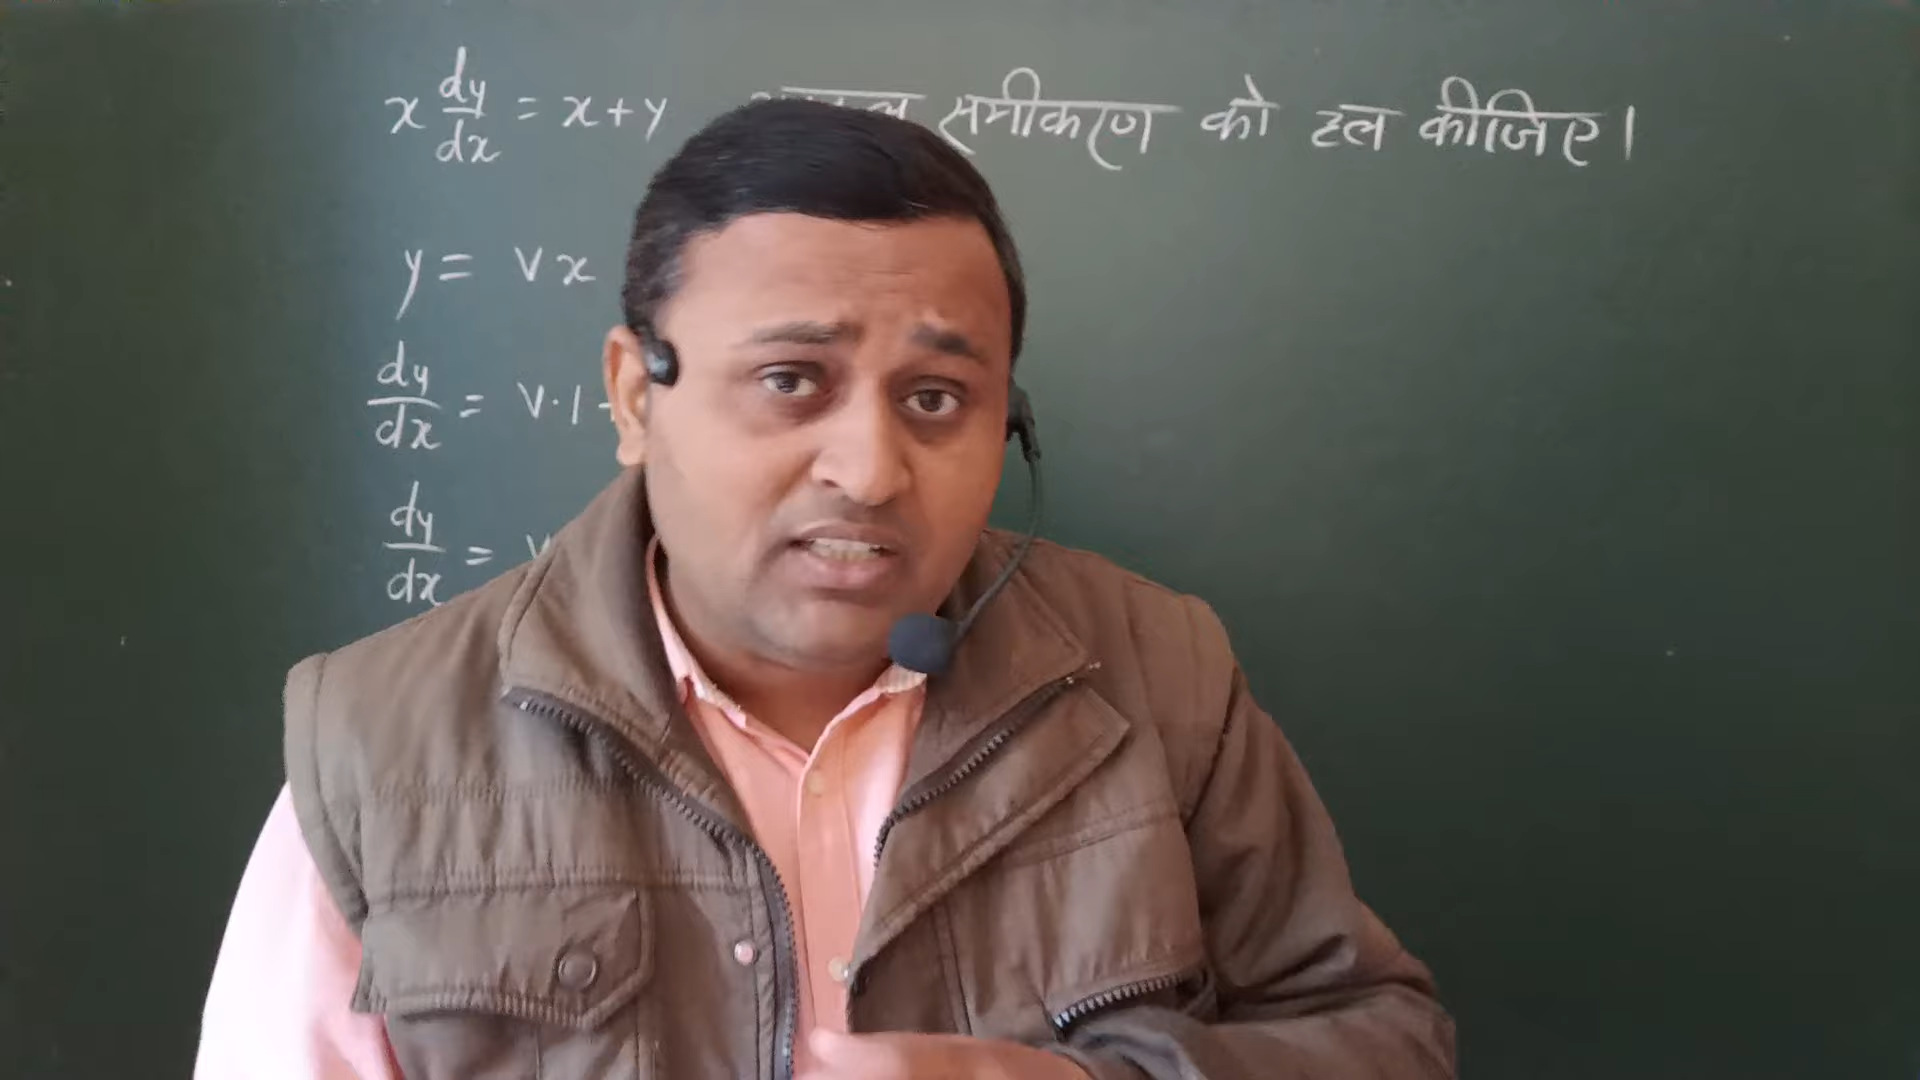 x dy/dx = x+y समीकरण को हल कीजिए।
y = vx
dy/dx = v·1
dy/dx =